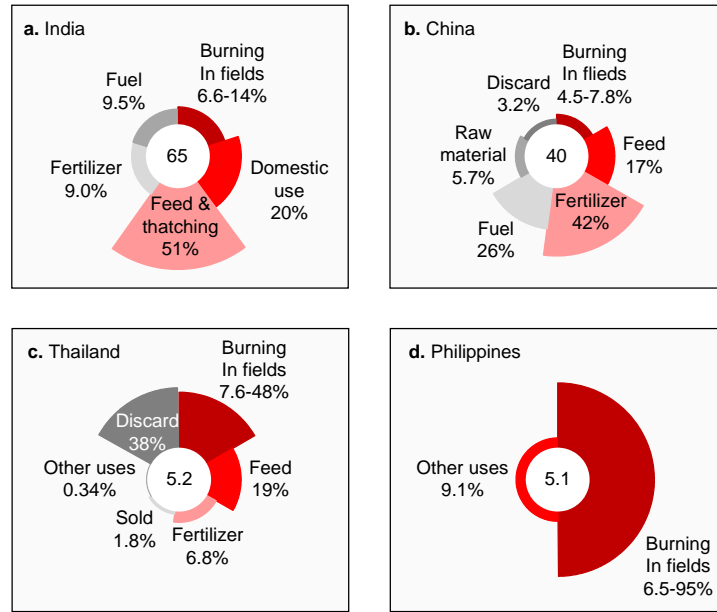 a. India
Burning
In fields
6.6-14%
Fuel
9.5%
65
Fertilizer
9.0%
Domestic
use
20%
Feed &
thatching
51%
b. China
Burning
In flieds
4.5-7.8%
Discard
3.2%
Raw
material
5.7%
40
Feed
17%
Fertilizer
42%
Fuel
26%
c. Thailand
Burning
In fields
7.6-48%
Discard
38%
Other uses
0.34%
5.2
Feed
19%
Sold
1.8%
Fertilizer
6.8%
d. Philippines
Other uses
9.1%
5.1
Burning
In fields
6.5-95%